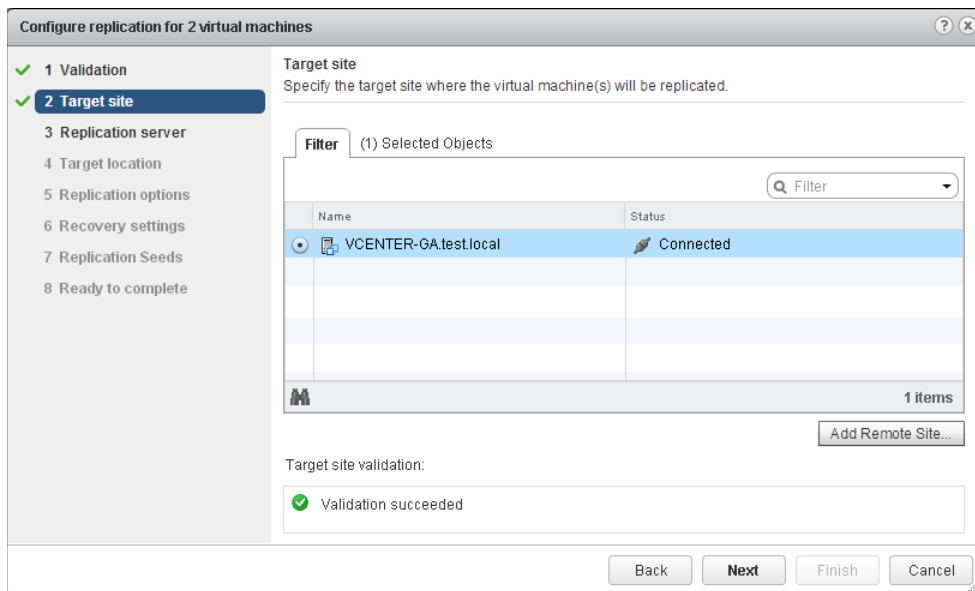 Configure replication for 2 virtual machines
1 Validation
2 Target site
3 Replication server
4 Target location
5 Replication options
6 Recovery settings
7 Replication Seeds
8 Ready to complete
Target site
Specify the target site where the virtual machine(s) will be replicated.
Filter (1) Selected Objects
Filter
Name Status
VCENTER-GA.test.local Connected
1 items
Add Remote Site...
Target site validation:
Validation succeeded
Back Next Finish Cancel